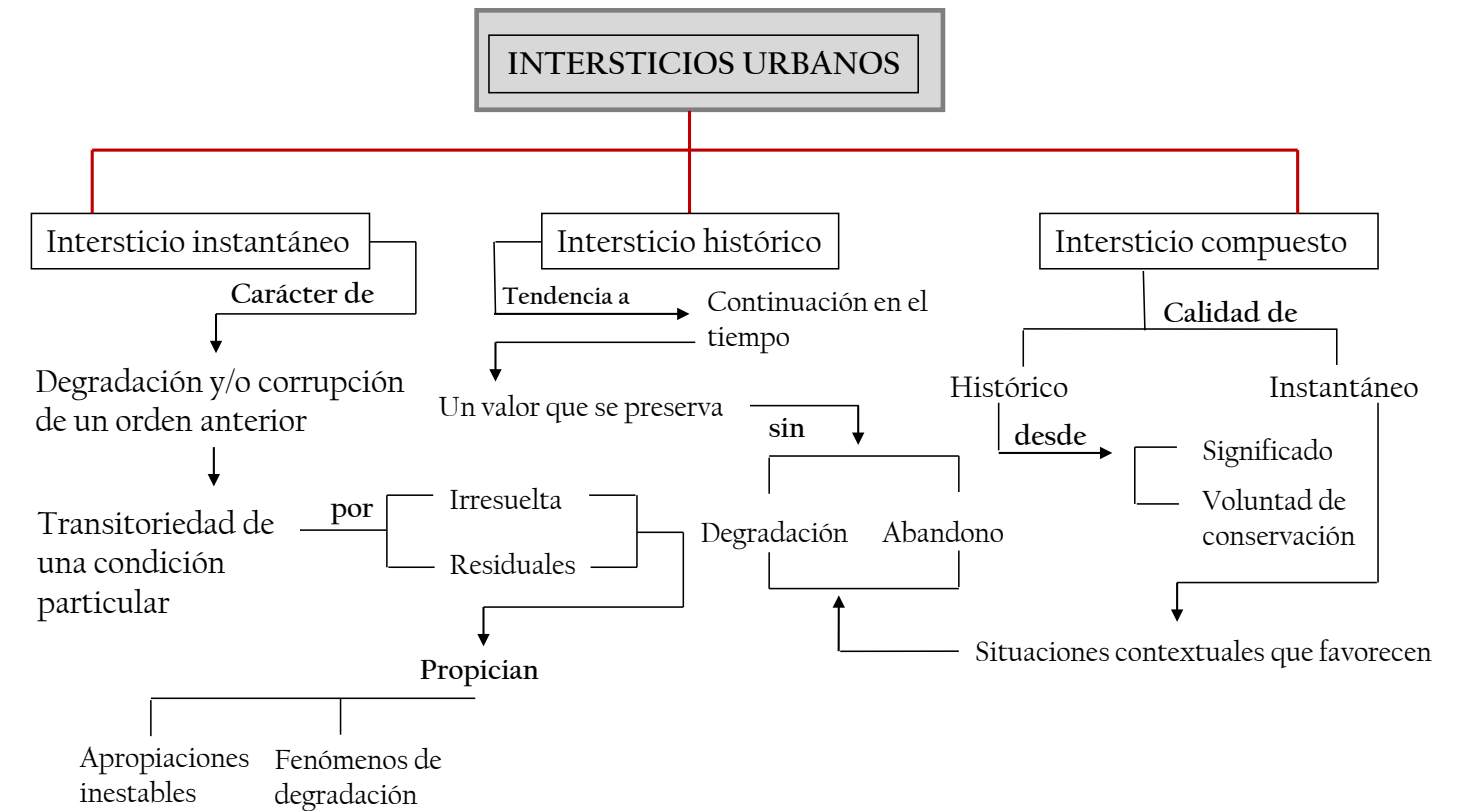 INTERSTICIOS URBANOS
Intersticio instantáneo
Intersticio histórico
Intersticio compuesto
Carácter de
Tendencia a
Continuación en el
tiempo
Calidad de
Degradación y/o corrupción
de un orden anterior
Un valor que se preserva
sin
Histórico
Instantáneo
desde
Significado
Voluntad de
conservación
Transitoriedad de
una condición
particular
por
Irresuelta
Residuales
Degradación
Abandono
Situaciones contextuales que favorecen
Propician
Apropiaciones
inestables
Fenómenos de
degradación